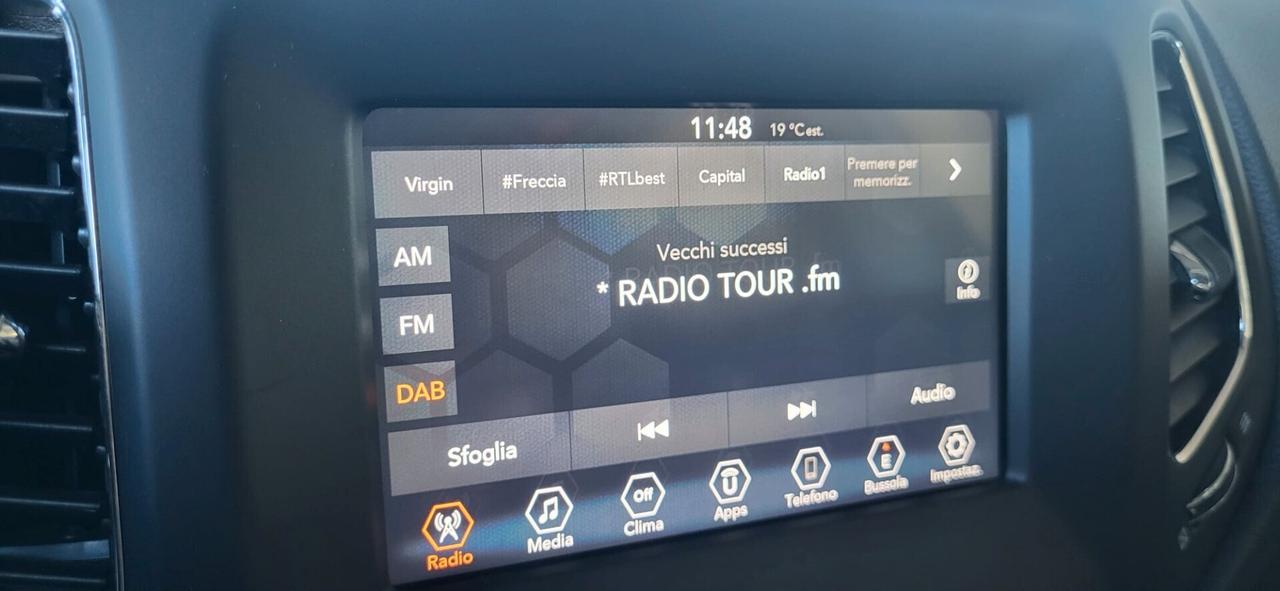 11:48 19 °C est.
Virgin #Freccia #RTLbest Capital Radio1 Premere per
memorizz.
AM
Vecchi successi
* RADIO TOUR .fm
Info
FM
DAB
Sfoglia Audio
Radio Media Off Clima Apps Telefono E Bussola Impostaz.